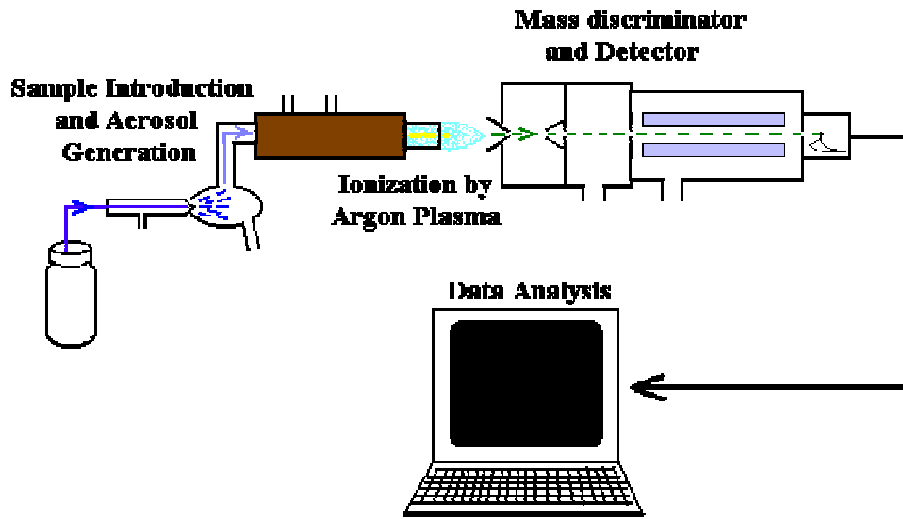 Mass discriminator
and Detector
Sample Introduction
and Aerosol
Generation
Ionization by
Argon Plasma
Data Analysis